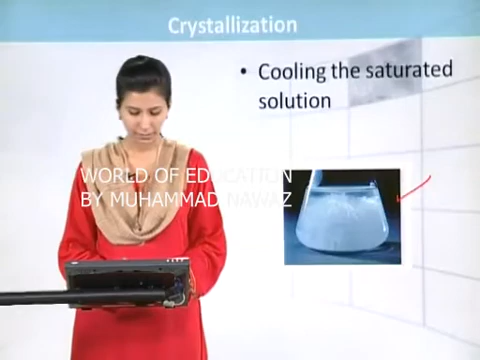 Crystallization
• Cooling the saturated
solution
WORLD OF EDUCATION
BY MUHAMMAD NAWAZ